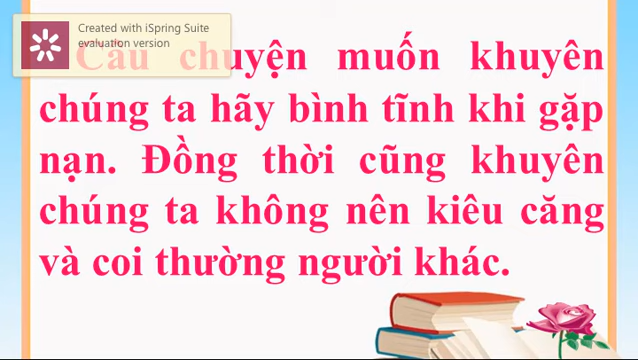 Created with iSpring Suite
evaluation version
Câu chuyện muốn khuyên
chúng ta hãy bình tĩnh khi gặp
nạn. Đồng thời cũng khuyên
chúng ta không nên kiêu căng
và coi thường người khác.